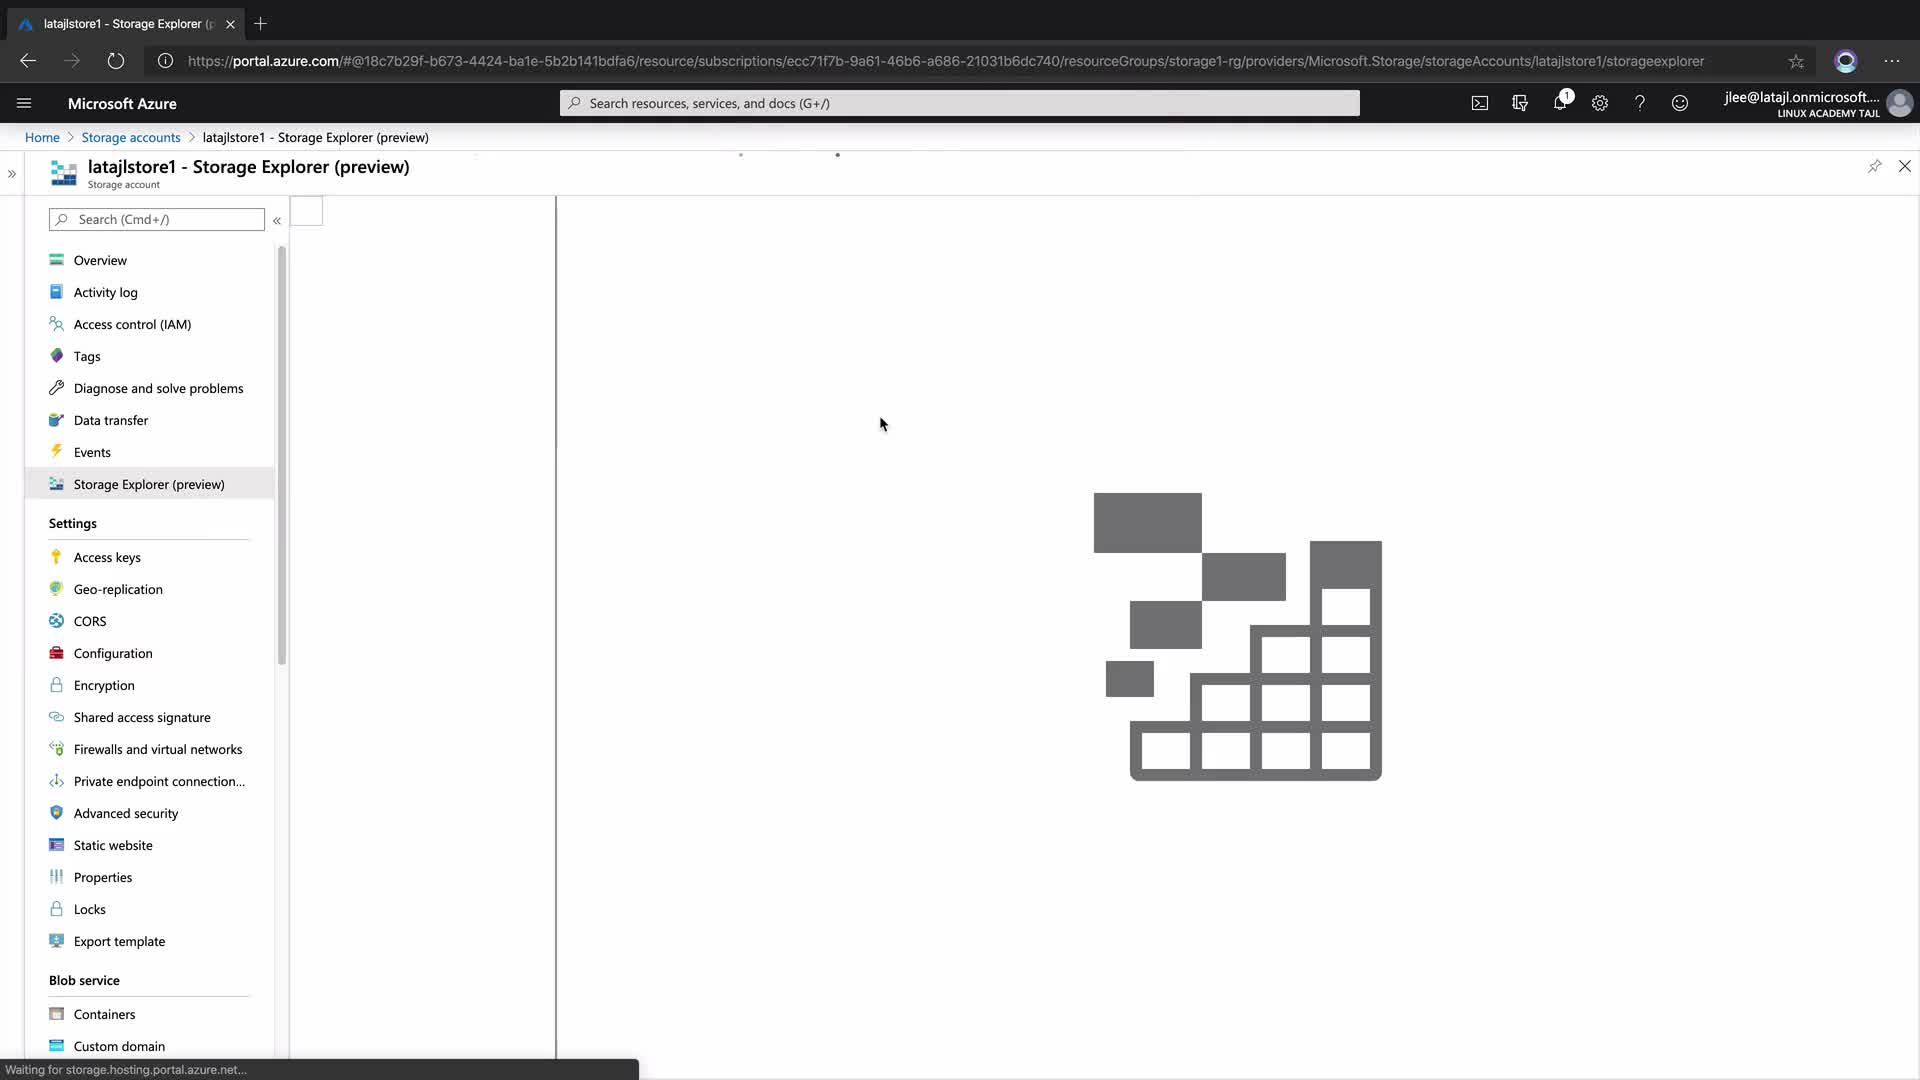 latajlstore1 - Storage Explorer (p
https://portal.azure.com/#@18c7b29f-b673-4424-ba1e-5b2b141bdfa6/resource/subscriptions/ecc71f7b-9a61-46b6-a686-21031b6dc740/resourceGroups/storage1-rg/providers/Microsoft.Storage/storageAccounts/latajlstore1/storageexplorer
Microsoft Azure
Search resources, services, and docs (G+/)
1
jlee@latajl.onmicrosoft....
LINUX ACADEMY TAJL
Home > Storage accounts > latajlstore1 - Storage Explorer (preview)
latajlstore1 - Storage Explorer (preview)
Storage account
Search (Cmd+/)
Overview
Activity log
Access control (IAM)
Tags
Diagnose and solve problems
Data transfer
Events
Storage Explorer (preview)
Settings
Access keys
Geo-replication
CORS
Configuration
Encryption
Shared access signature
Firewalls and virtual networks
Private endpoint connection...
Advanced security
Static website
Properties
Locks
Export template
Blob service
Containers
Custom domain
Waiting for storage.hosting.portal.azure.net...